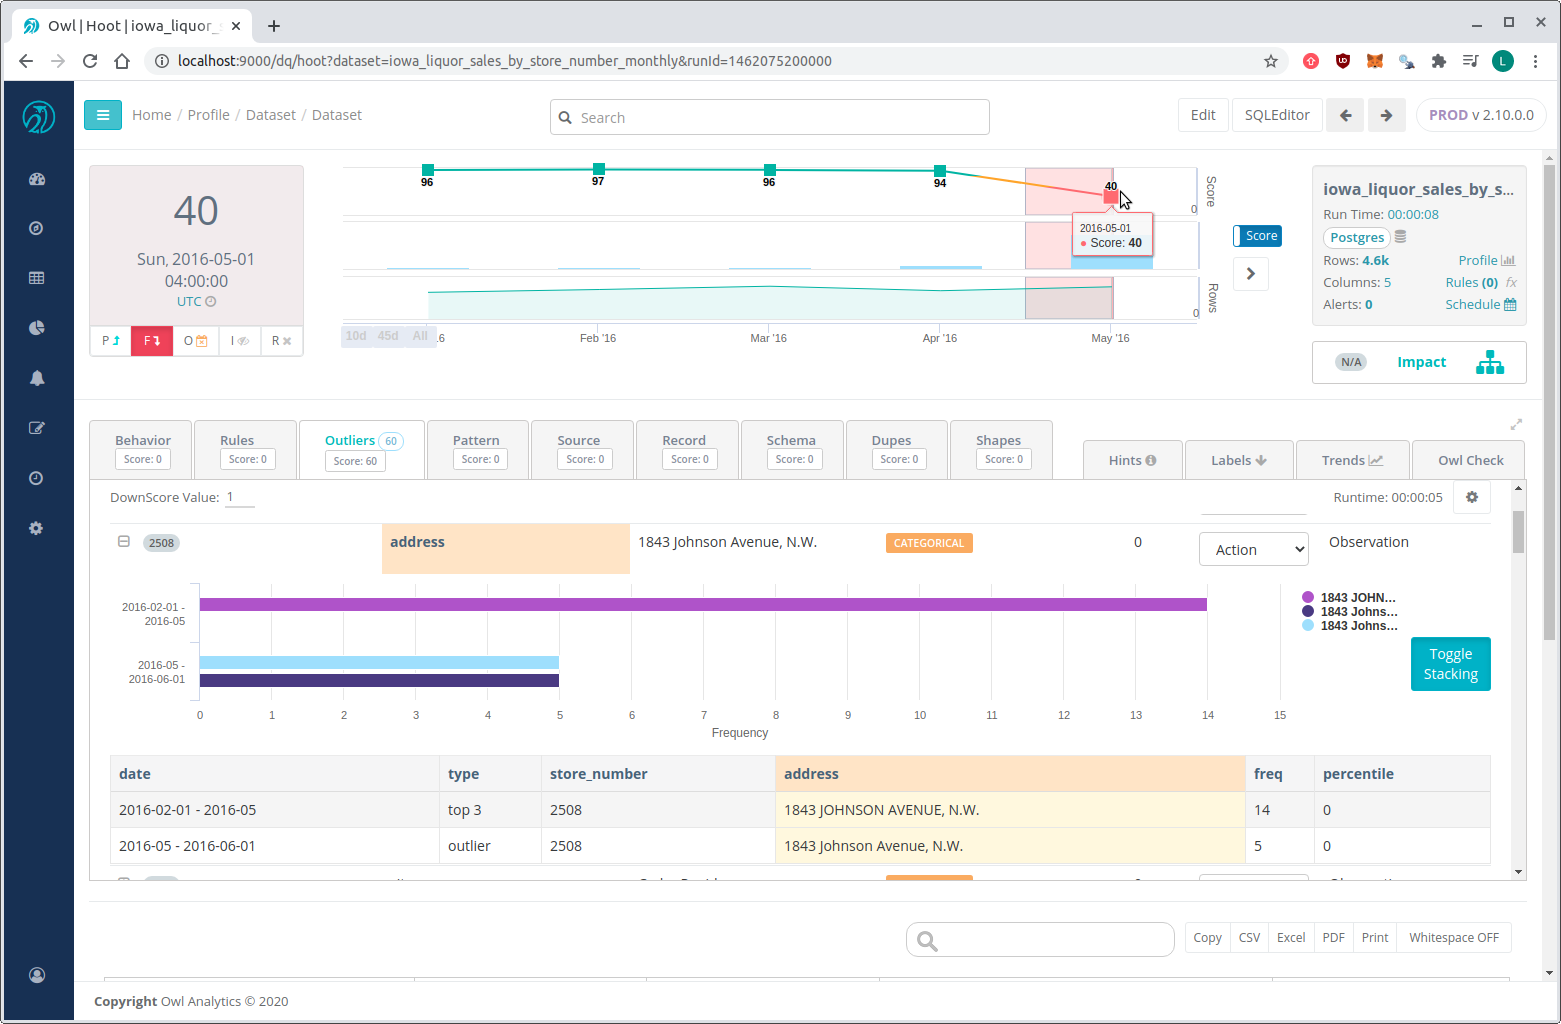 Owl | Hoot | iowa_liquor_s
localhost:9000/dq/hoot?dataset=iowa_liquor_sales_by_store_number_monthly&runId=1462075200000
L
Home / Profile / Dataset / Dataset
Search
Edit
SQLEditor
PROD v 2.10.0.0
40
Sun, 2016-05-01
04:00:00
UTC
P
F
O
I
R
96
97
96
94
40
Score
0
2016-05-01
Score: 40
Rows
0
10d
45d
All
'16
Feb '16
Mar '16
Apr '16
May '16
Score
iowa_liquor_sales_by_s...
Run Time: 00:00:08
Postgres
Rows: 4.6k
Profile
Columns: 5
Rules (0) fx
Alerts: 0
Schedule
N/A
Impact
Behavior
Score: 0
Rules
Score: 0
Outliers 60
Score: 60
Pattern
Score: 0
Source
Score: 0
Record
Score: 0
Schema
Score: 0
Dupes
Score: 0
Shapes
Score: 0
Hints
Labels
Trends
Owl Check
DownScore Value: 1
Runtime: 00:00:05
2508
address
1843 Johnson Avenue, N.W.
CATEGORICAL
0
Action
Observation
2016-02-01 -
2016-05
2016-05 -
2016-06-01
0 1 2 3 4 5 6 7 8 9 10 11 12 13 14 15
Frequency
1843 JOHN...
1843 Johns...
1843 Johns...
Toggle
Stacking
date type store_number address freq percentile
2016-02-01 - 2016-05 top 3 2508 1843 JOHNSON AVENUE, N.W. 14 0
2016-05 - 2016-06-01 outlier 2508 1843 Johnson Avenue, N.W. 5 0
Copy
CSV
Excel
PDF
Print
Whitespace OFF
Copyright Owl Analytics © 2020